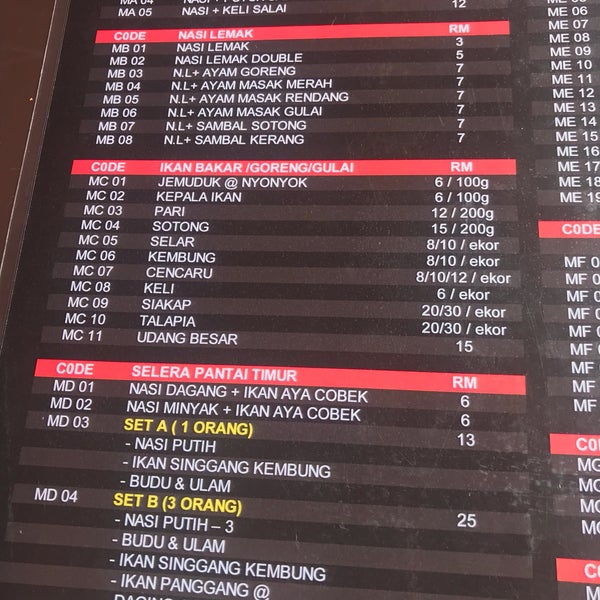 MA 05 NASI + KELI SALAI 12
C0DE NASI LEMAK RM
MB 01 NASI LEMAK 3
MB 02 NASI LEMAK DOUBLE 5
MB 03 N.L+ AYAM GORENG 7
MB 04 N.L+ AYAM MASAK MERAH 7
MB 05 N.L+ AYAM MASAK RENDANG 7
MB 06 N.L+ AYAM MASAK GULAI 7
MB 07 N.L+ SAMBAL SOTONG 7
MB 08 N.L+ SAMBAL KERANG 7
C0DE IKAN BAKAR /GORENG/GULAI RM
MC 01 JEMUDUK @ NYONYOK 6 / 100g
MC 02 KEPALA IKAN 6 / 100g
MC 03 PARI 12 / 200g
MC 04 SOTONG 15 / 200g
MC 05 SELAR 8/10 / ekor
MC 06 KEMBUNG 8/10 / ekor
MC 07 CENCARU 8/10/12 / ekor
MC 08 KELI 6 / ekor
MC 09 SIAKAP 20/30 / ekor
MC 10 TALAPIA 20/30 / ekor
MC 11 UDANG BESAR 15
C0DE SELERA PANTAI TIMUR RM
MD 01 NASI DAGANG + IKAN AYA COBEK 6
MD 02 NASI MINYAK + IKAN AYA COBEK 6
MD 03 SET A ( 1 ORANG) 13
- NASI PUTIH
- IKAN SINGGANG KEMBUNG
- BUDU & ULAM
MD 04 SET B (3 ORANG) 25
- NASI PUTIH – 3
- BUDU & ULAM
- IKAN SINGGANG KEMBUNG
- IKAN PANGGANG @
ME 06
ME 07
ME 08
ME 09
ME 10
ME 11
ME 12
ME 13
ME 14
ME 15
ME 16
ME 17
ME 18
ME 19
C0DE
MF 0
MF 0
MF 0
MF 0
MF 0
MF
MF
MF
C0
MG
MC
MC
MC
C
M